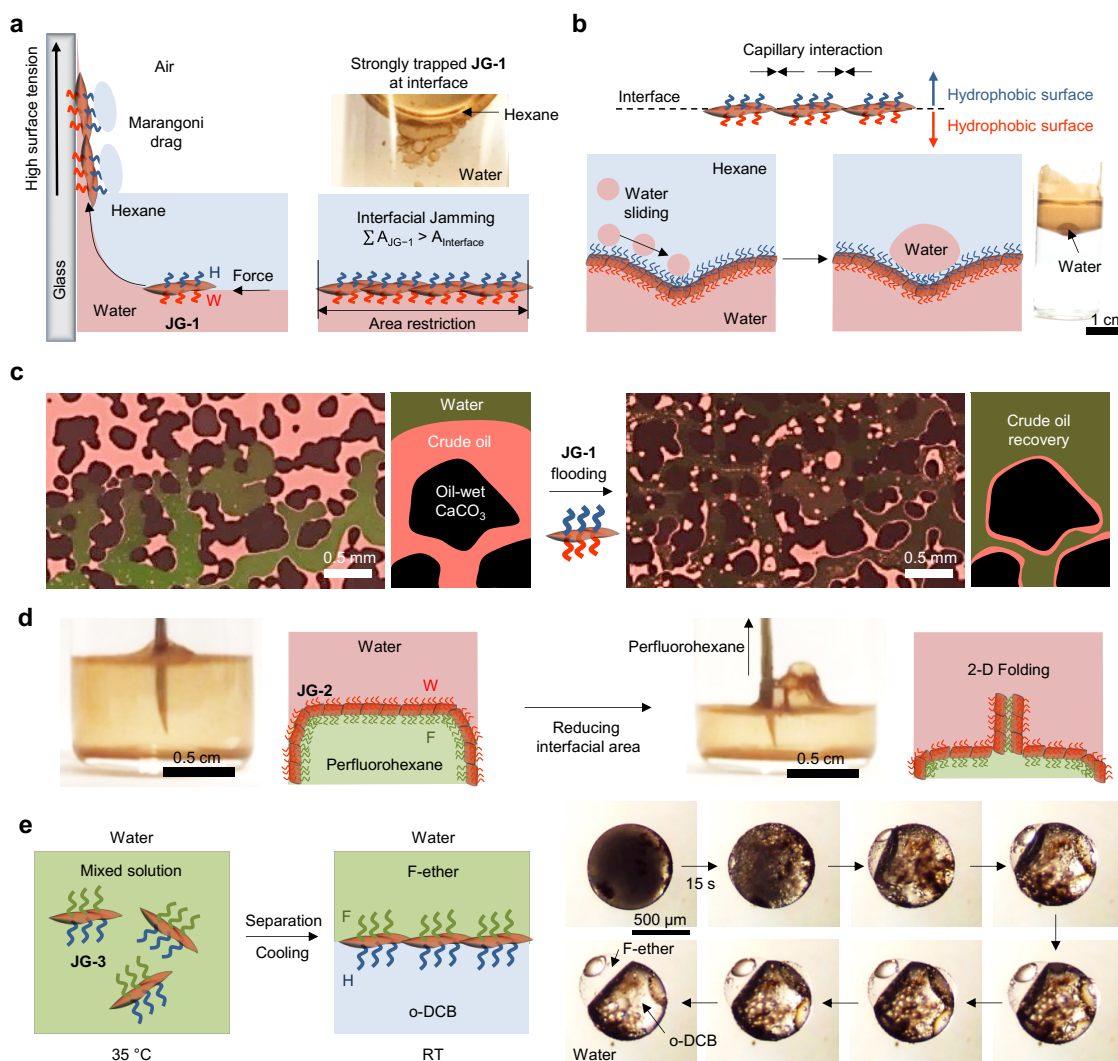 a
High surface tension
Glass
Air
Marangoni
drag
Hexane
H
Force
W
Water
JG-1
Strongly trapped JG-1
at interface
Hexane
Water
Interfacial Jamming
∑ A_JG−1 > A_Interface
Area restriction
b
Capillary interaction
Interface
Hydrophobic surface
Hydrophobic surface
Hexane
Water
sliding
Water
Water
Water
1 cm
c
0.5 mm
Water
Crude oil
Oil-wet
CaCO₃
JG-1
flooding
0.5 mm
Crude oil
recovery
d
0.5 cm
Water
JG-2
W
F
Perfluorohexane
Reducing
interfacial area
Perfluorohexane
0.5 cm
2-D Folding
e
Water
Mixed solution
JG-3
35 °C
Separation
Cooling
Water
F-ether
F
H
o-DCB
RT
15 s
500 µm
F-ether
o-DCB
Water